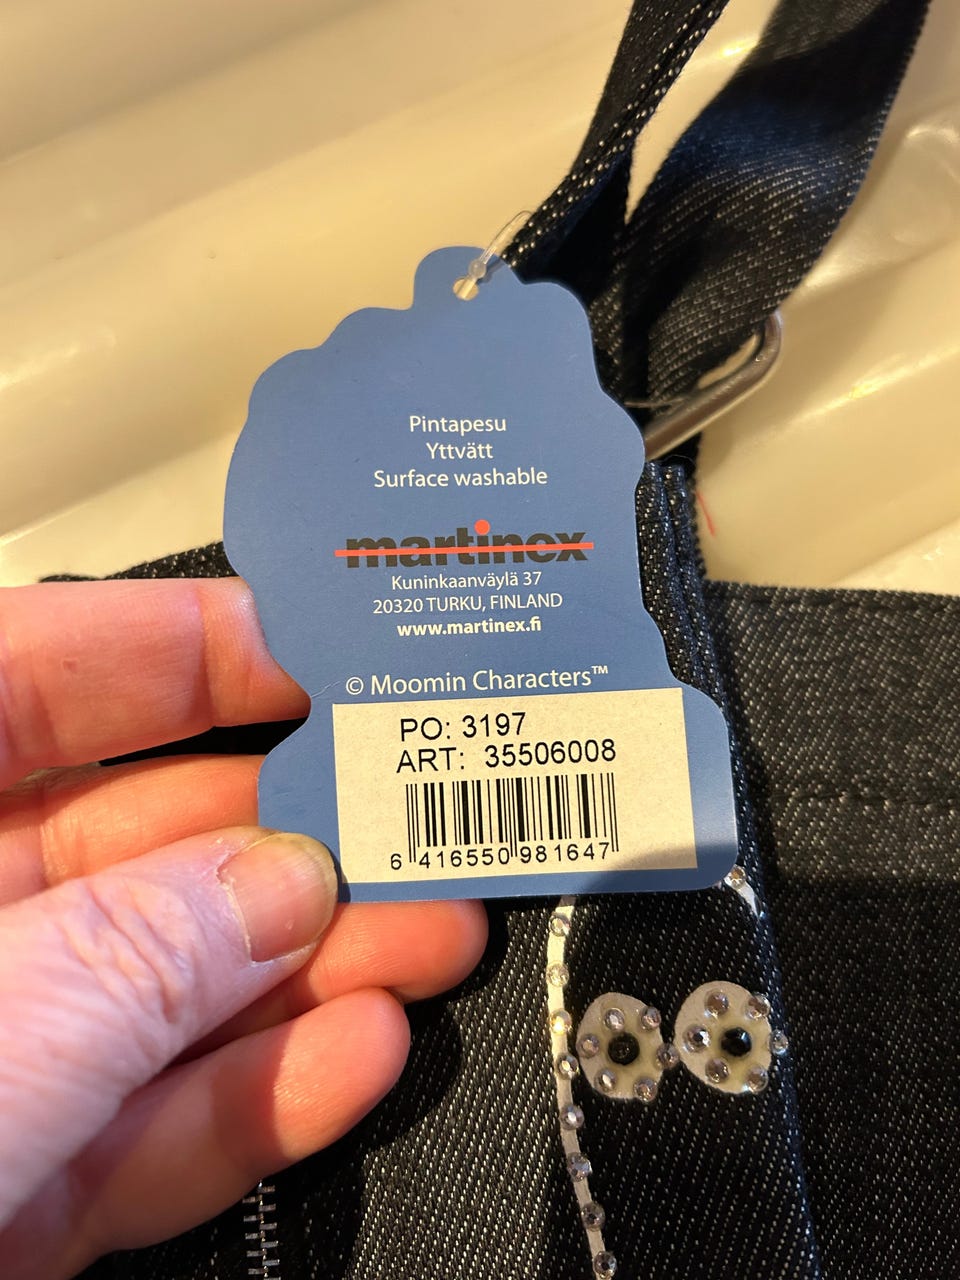 Pintapesu
Yttvätt
Surface washable
martinex
Kuninkaanväylä 37
20320 TURKU, FINLAND
www.martinex.fi
© Moomin Characters™
PO: 3197
ART: 35506008
6 416550 981647